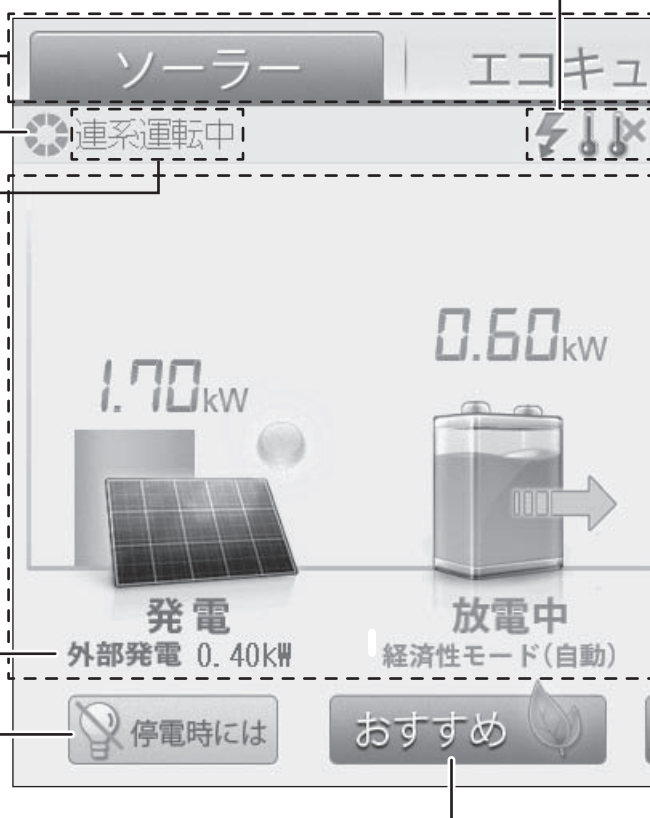 ソーラー
エコキュ
連系運転中
0.60kW
1.70kW
発電
放電中
外部発電 0.40kW
経済性モード(自動)
停電時には
おすすめ